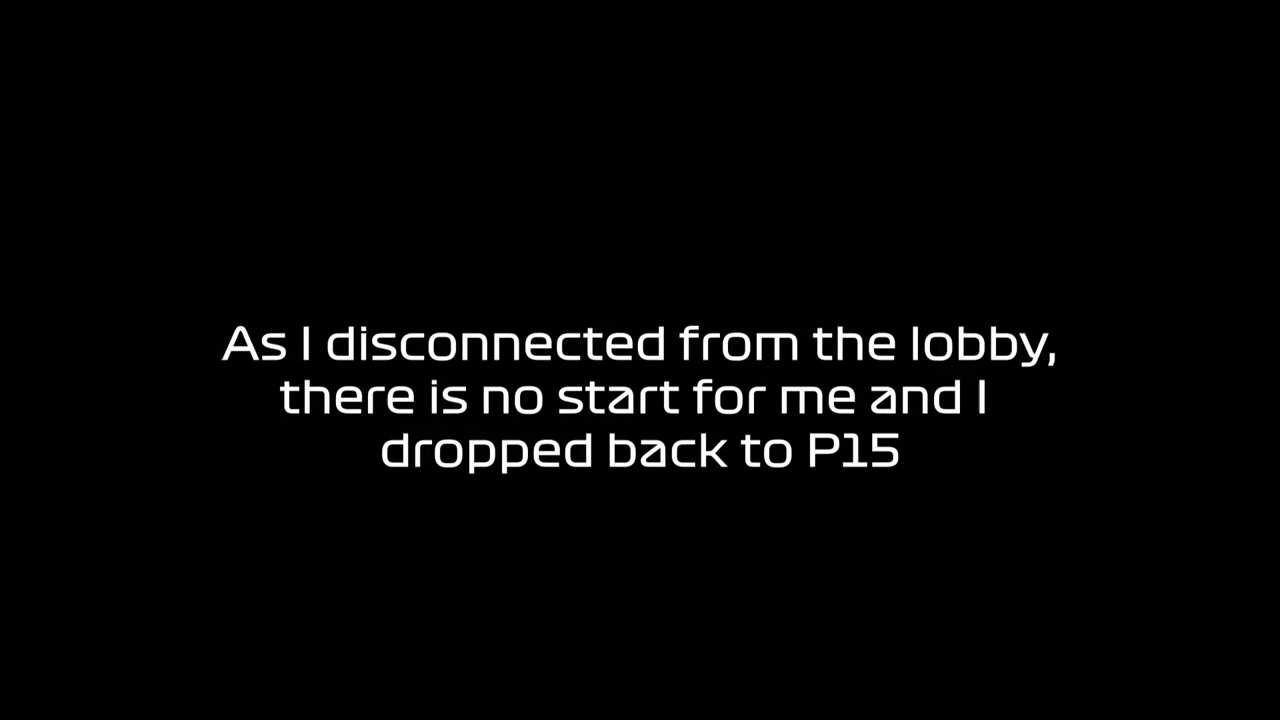 As I disconnected from the lobby,
there is no start for me and I
dropped back to P15